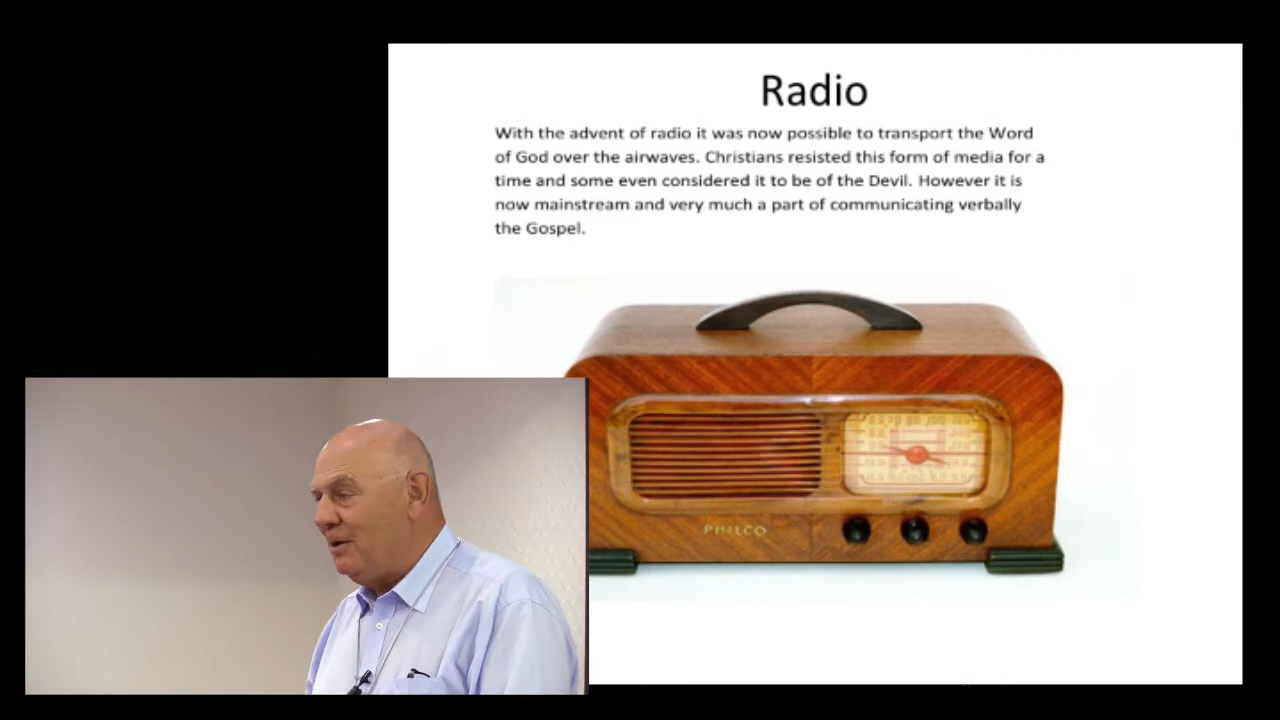 Radio
With the advent of radio it was now possible to transport the Word
of God over the airwaves. Christians resisted this form of media for a
time and some even considered it to be of the Devil. However it is
now mainstream and very much a part of communicating verbally
the Gospel.
PHILCO